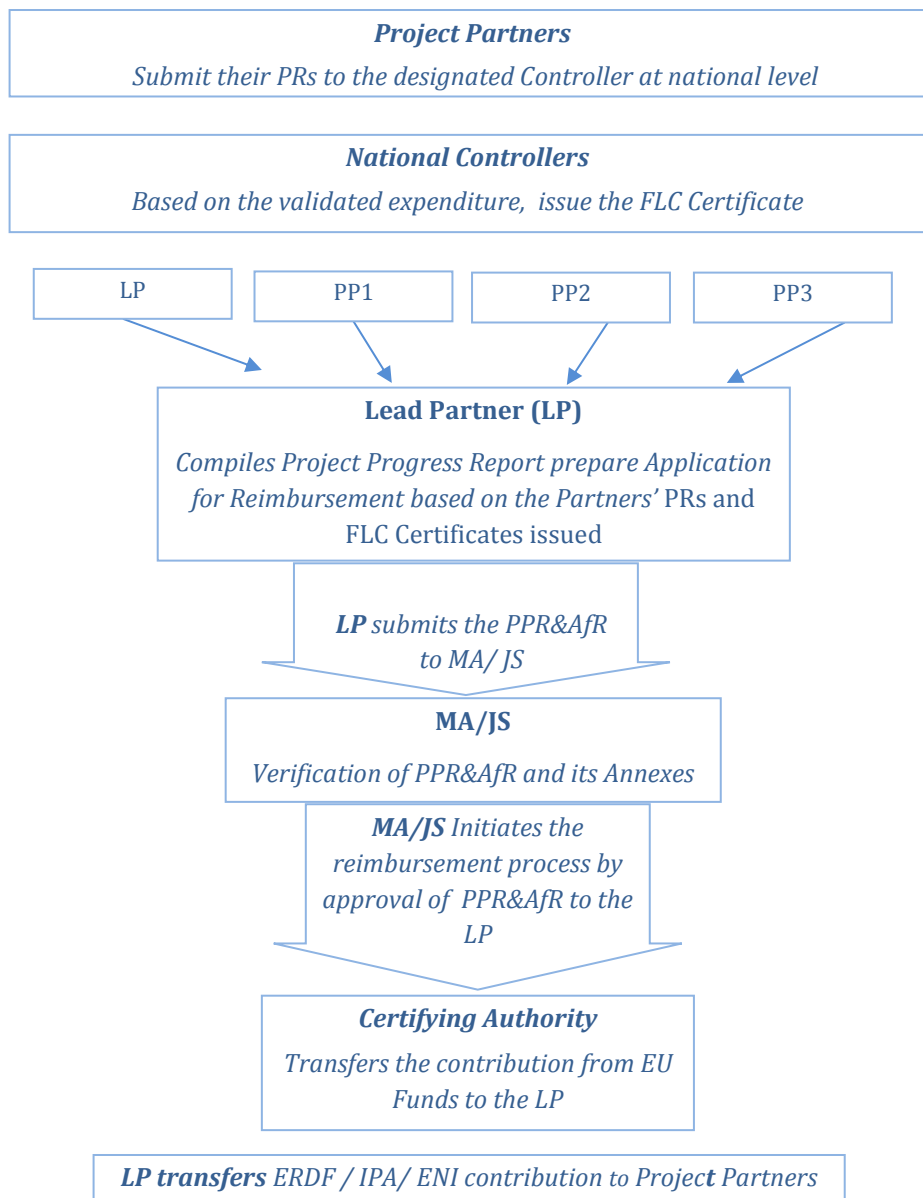 Project Partners
Submit their PRs to the designated Controller at national level
National Controllers
Based on the validated expenditure, issue the FLC Certificate
LP
PP1
PP2
PP3
Lead Partner (LP)
Compiles Project Progress Report prepare Application
for Reimbursement based on the Partners' PRs and
FLC Certificates issued
LP submits the PPR&AfR
to MA/ JS
MA/JS
Verification of PPR&AfR and its Annexes
MA/JS Initiates the
reimbursement process by
approval of PPR&AfR to the
LP
Certifying Authority
Transfers the contribution from EU
Funds to the LP
LP transfers ERDF / IPA/ ENI contribution to Project Partners